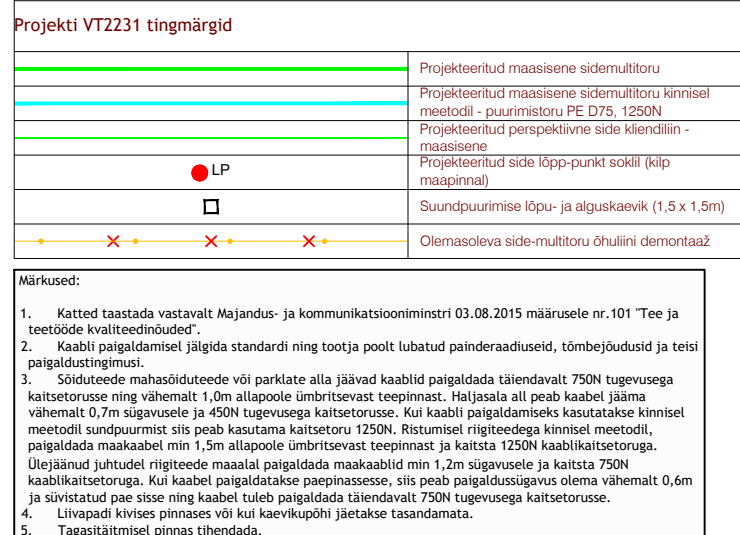 Projekti VT2231 tingmärgid
Projekteeritud maasisene sidemultitoru
Projekteeritud maasisene sidemultitoru kinnisel
meetodil - puurimistoru PE D75, 1250N
Projekteeritud perspektiivne side kliendiliin -
maasisene
LP
Projekteeritud side lõpp-punkt soklil (kilp
maapinnal)
Suundpuurimise lõpu- ja alguskaevik (1,5 x 1,5m)
Olemasoleva side-multitoru õhuliini demontaaž
Märkused:
1. Katted taastada vastavalt Majandus- ja kommunikatsiooniminstri 03.08.2015 määrusele nr.101 "Tee ja
teetööde kvaliteedinõuded".
2. Kaabli paigaldamisel jälgida standardi ning tootja poolt lubatud painderaadiuseid, tõmbejõudusid ja teisi
paigaldustingimusi.
3. Sõiduteede mahasõiduteede või parklate alla jäävad kaablid paigaldada täiendavalt 750N tugevusega
kaitsetorusse ning vähemalt 1,0m allapoole ümbritsevast teepinnast. Haljasala all peab kaabel jääma
vähemalt 0,7m sügavusele ja 450N tugevusega kaitsetorusse. Kui kaabli paigaldamiseks kasutatakse kinnisel
meetodil sundpuurmist siis peab kasutama kaitsetoru 1250N. Ristumisel riigiteedega kinnisel meetodil,
paigaldada maakaabel min 1,5m allapoole ümbritsevast teepinnast ja kaitsta 1250N kaablikaitsetoruga.
Ülejäänud juhtudel riigiteede maaalal paigaldada maakaablid min 1,2m sügavusele ja kaitsta 750N
kaablikaitsetoruga. Kui kaabel paigaldatakse paepinassesse, siis peab paigaldussügavus olema vähemalt 0,6m
ja süvistatud pae sisse ning kaabel tuleb paigaldada täiendavalt 750N tugevusega kaitsetorusse.
4. Liivapadi kivises pinnases või kui kaevikupõhi jäetakse tasandamata.
5. Tagasitäitmisel pinnas tihendada.